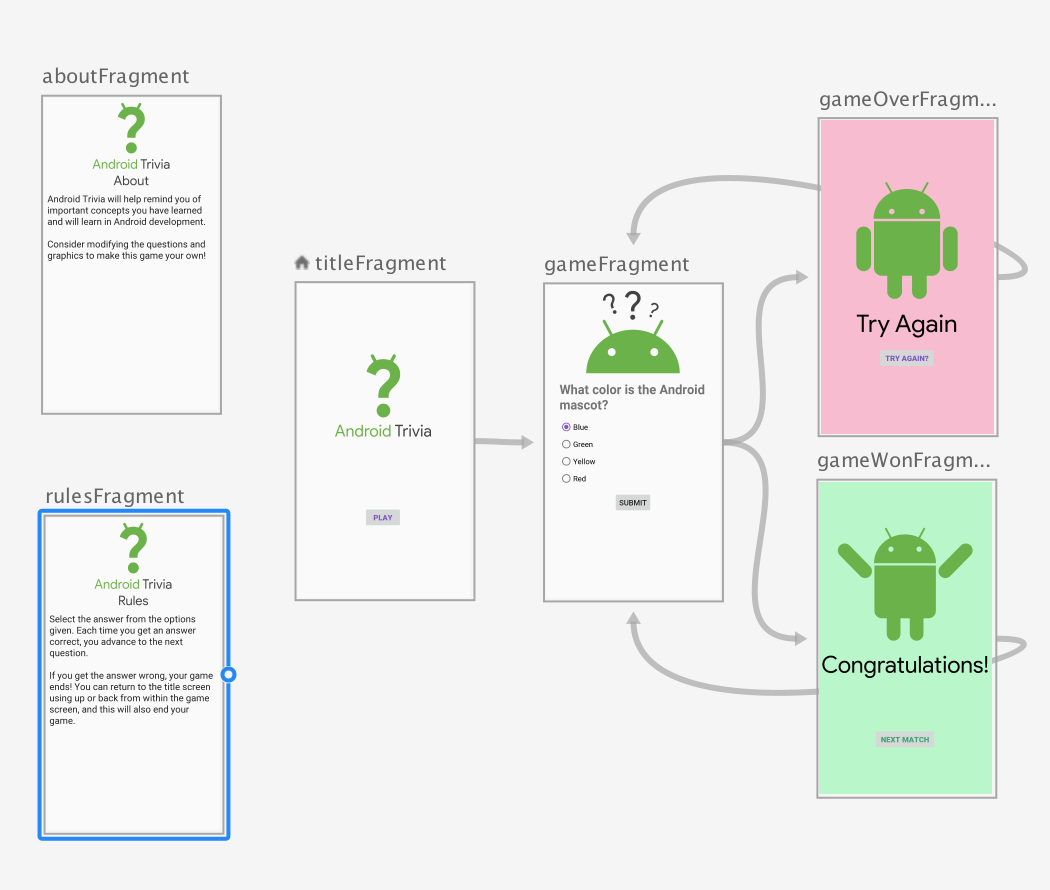 aboutFragment
Android Trivia
About
Android Trivia will help remind you of
important concepts you have learned
and will learn in Android development.
Consider modifying the questions and
graphics to make this game your own!
rulesFragment
Android Trivia
Rules
Select the answer from the options
given. Each time you get an answer
correct, you advance to the next
question.
If you get the answer wrong, your game
ends! You can return to the title screen
using up or back from within the game
screen, and this will also end your
game.
titleFragment
Android Trivia
PLAY
gameFragment
? ? ?
What color is the Android
mascot?
Blue
Green
Yellow
Red
SUBMIT
gameOverFragm...
Try Again
TRY AGAIN?
gameWonFragm...
Congratulations!
NEXT MATCH